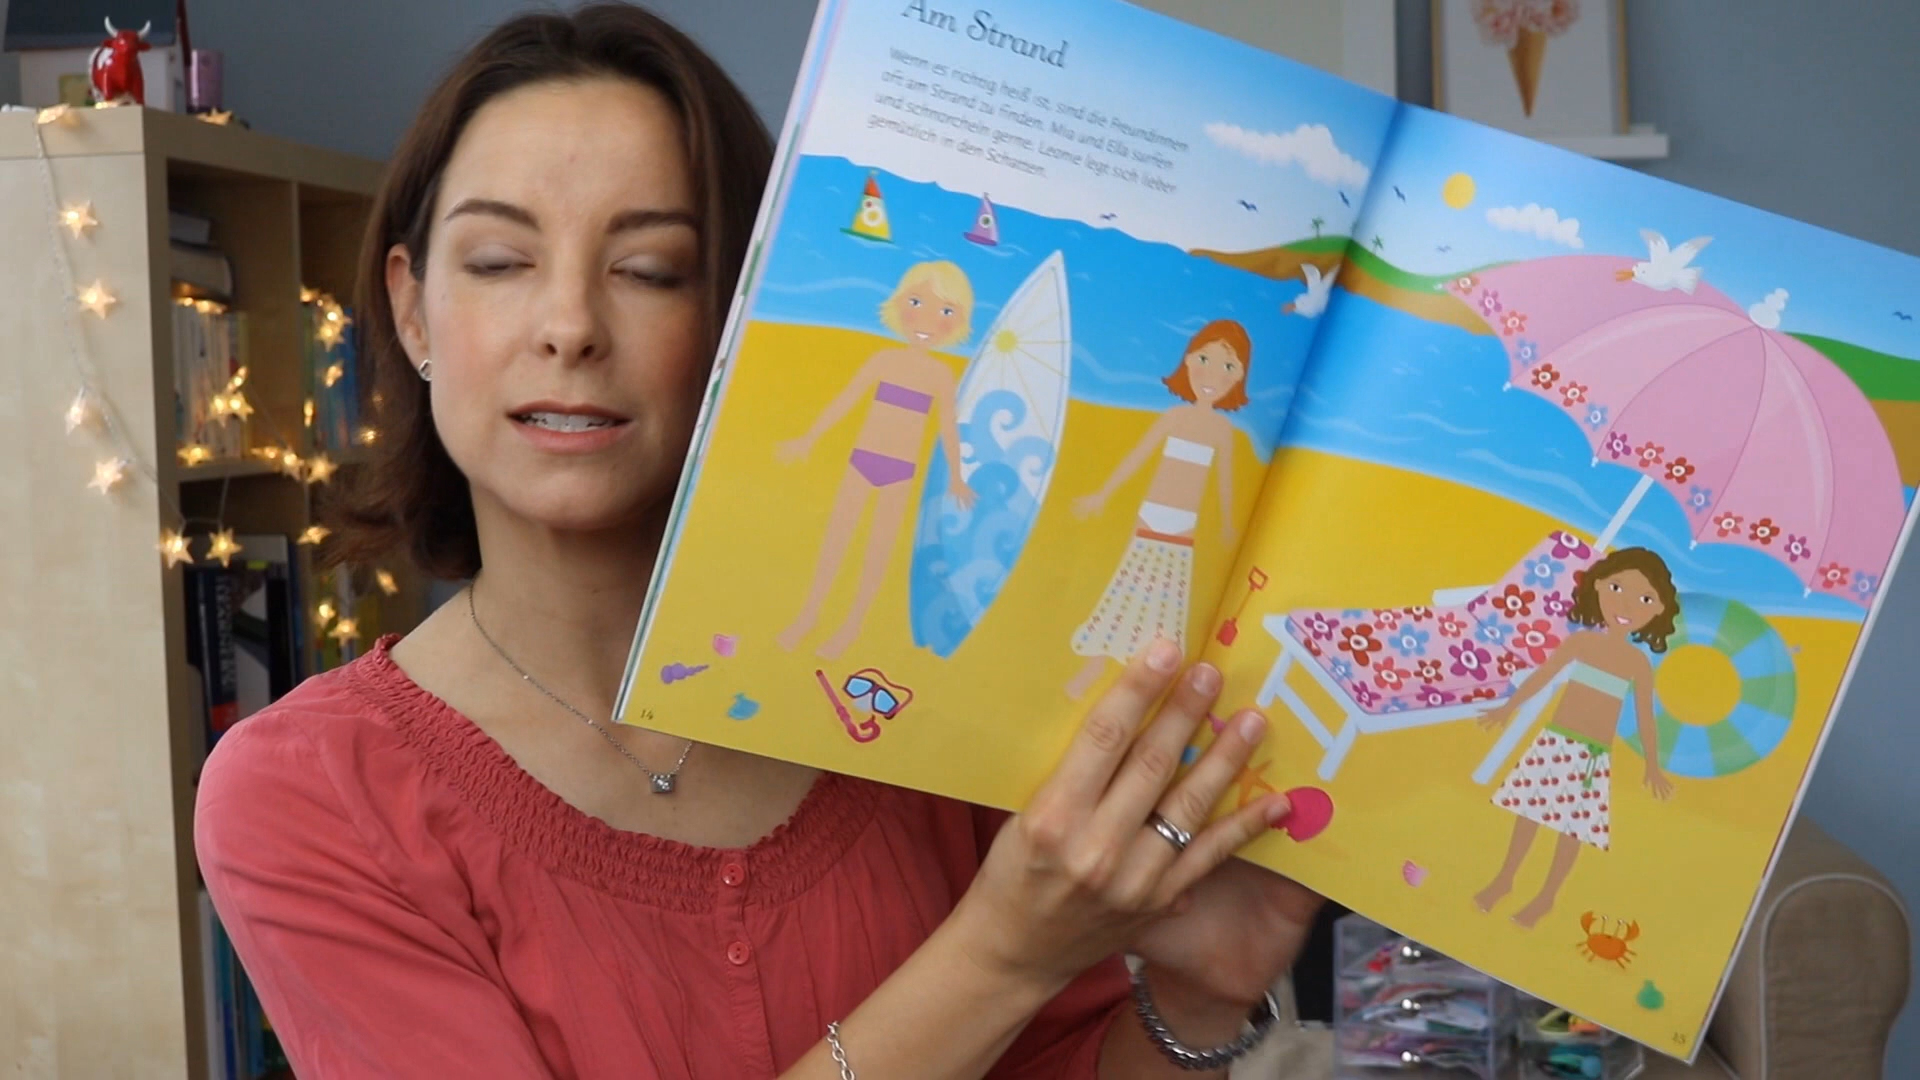 Am Strand
Wenn es richtig heiß ist, sind die Freundinnen
oft am Strand zu finden. Mia und Ella surfen
und schnorcheln gerne. Leonie legt sich lieber
gemütlich in den Schatten.
14
15